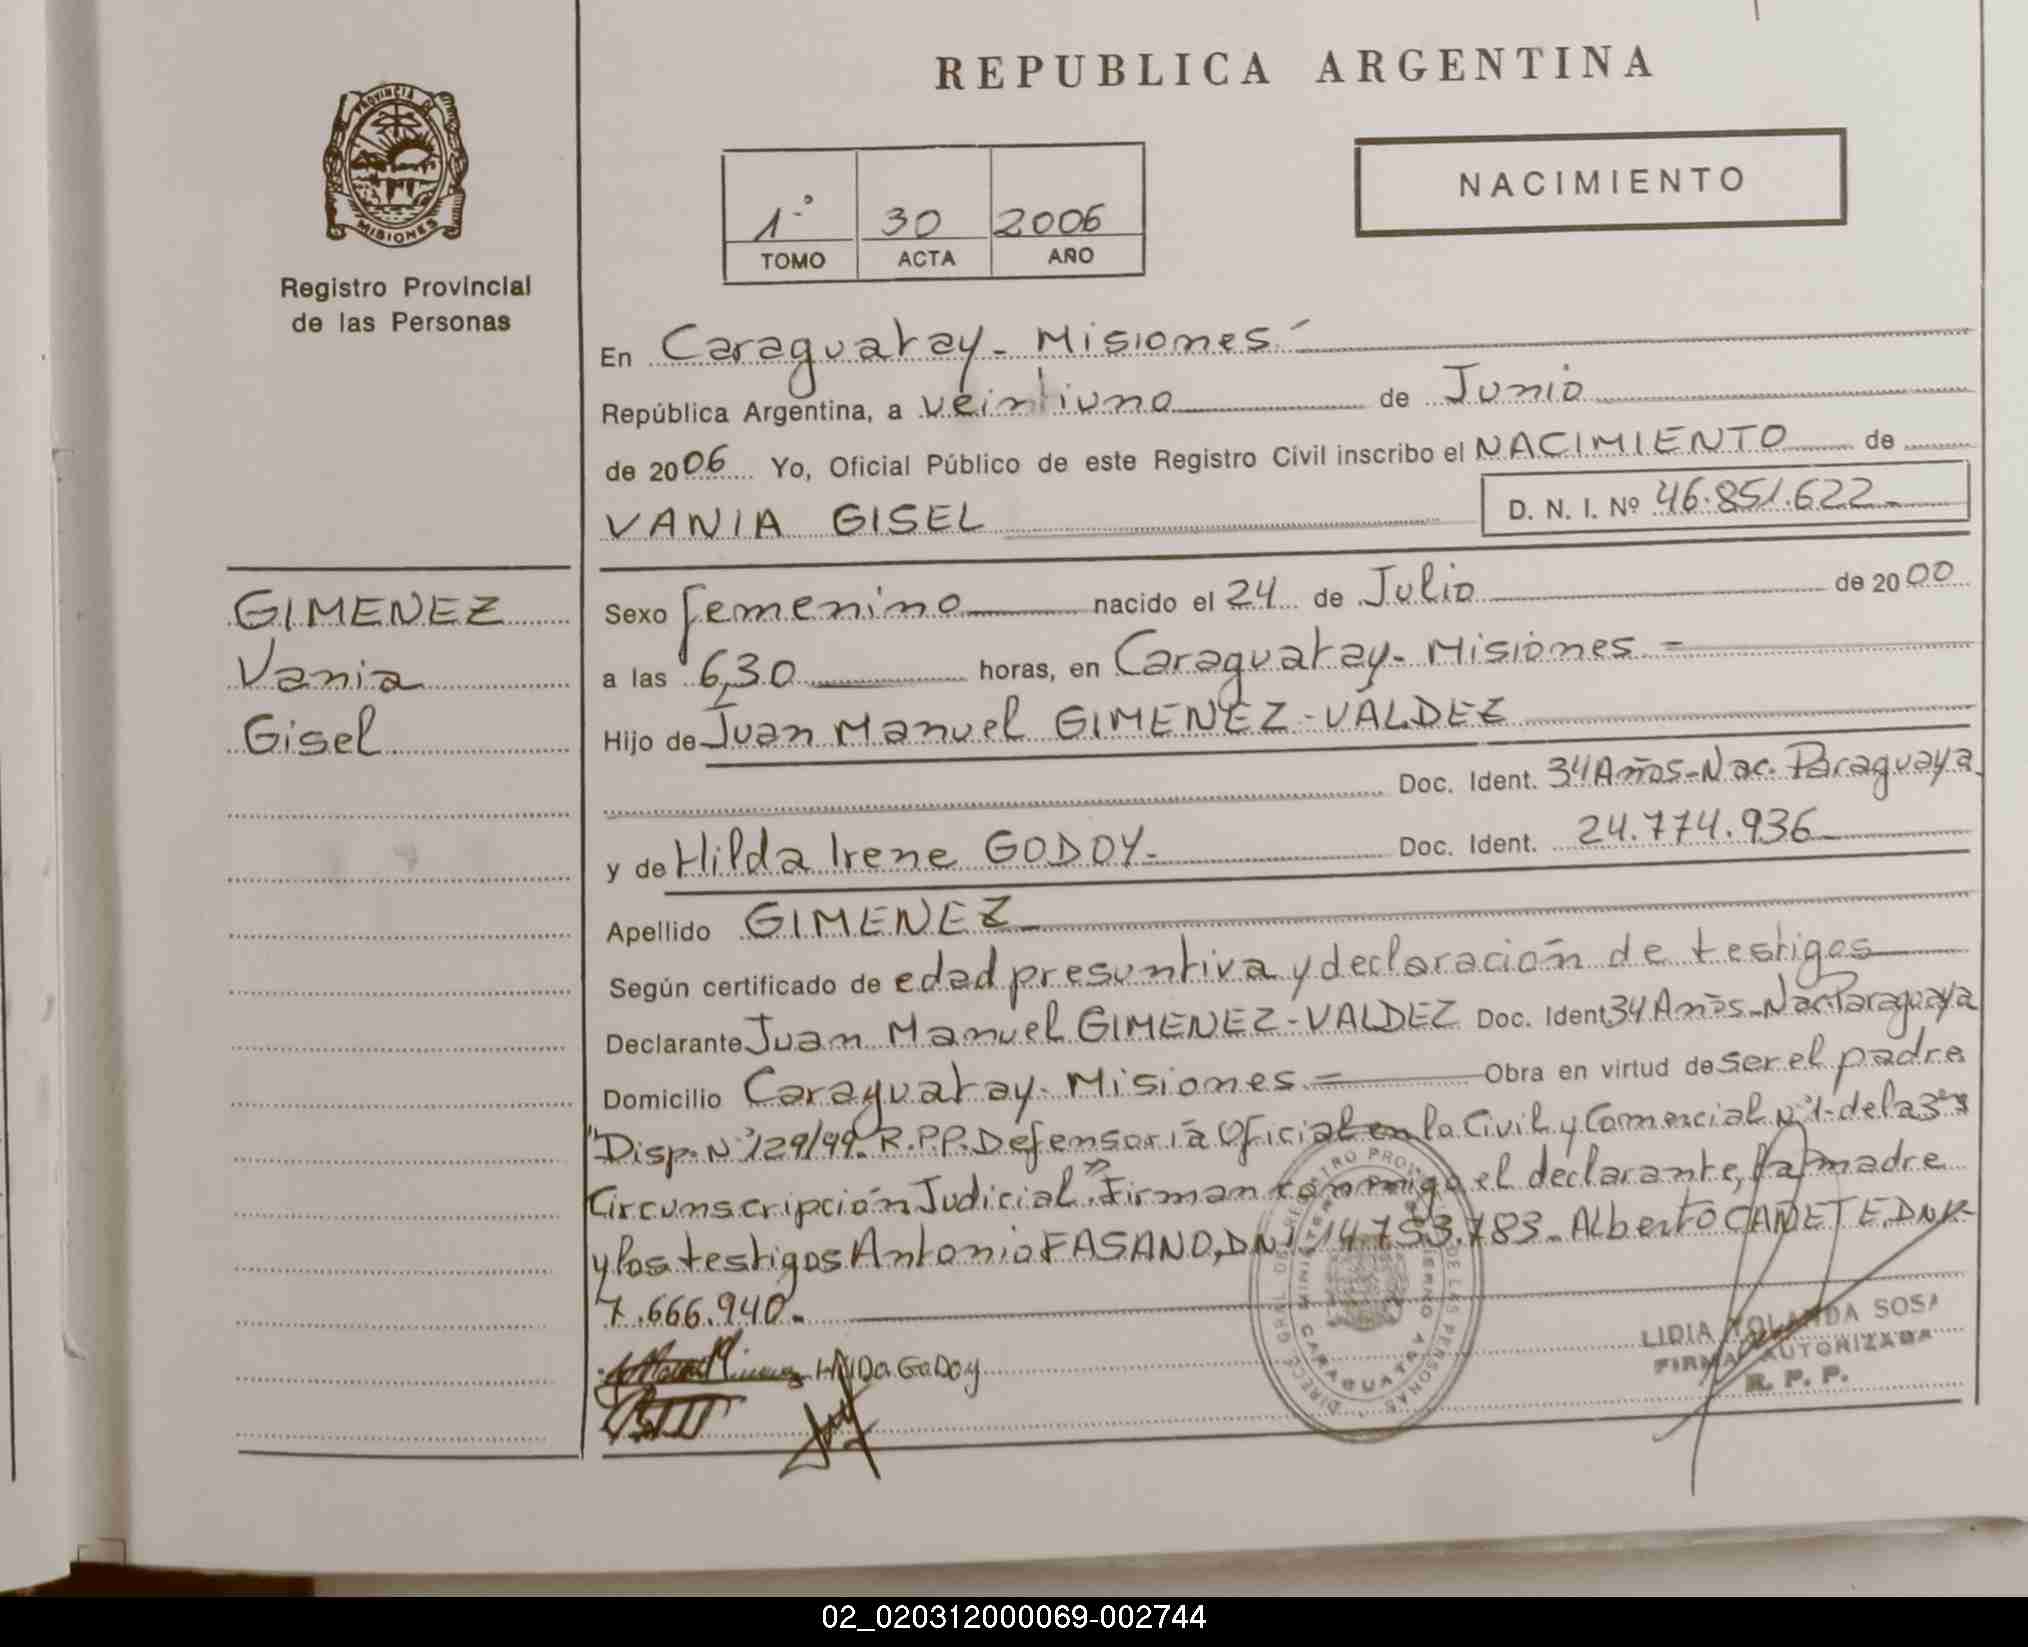 REPUBLICA ARGENTINA
PROVINCIA DE
MISIONES
Registro Provincial
de las Personas
1º 30 2006
TOMO ACTA AÑO
NACIMIENTO
En Caraguatay - Misiones
República Argentina, a veintiuno de Junio
de 2006 Yo, Oficial Público de este Registro Civil inscribo el NACIMIENTO de
VANIA GISEL D. N. I. Nº 46.851.622.-
GIMENEZ
Vania
Gisel
Sexo femenino nacido el 24 de Julio de 2000
a las 6,30 horas, en Caraguatay - Misiones =
Hijo de Juan Manuel GIMENEZ - VALDEZ
Doc. Ident. 34 Años - Nac. Paraguaya
y de Hilda Irene GODOY.- Doc. Ident. 24.774.936
Apellido GIMENEZ
Según certificado de edad presuntiva y declaración de testigos
Declarante Juan Manuel GIMENEZ - VALDEZ Doc. Ident. 34 Años - Nac. Paraguaya
Domicilio Caraguatay - Misiones = Obra en virtud de ser el padre
"Disp. Nº 129/99. R.P.P. Defensoría Oficial en lo Civil y Comercial Nº 1 - de la 3ra
Circunscripción Judicial." Firman conmigo el declarante, la madre
y los testigos Antonio FASANO, DNI 14.753.783 - Alberto CAÑETE, DNI
7.666.940.
HILDA GODOY
LIDIA YOLANDA SOSA
FIRMA AUTORIZADA
R. P. P.
02_020312000069-002744